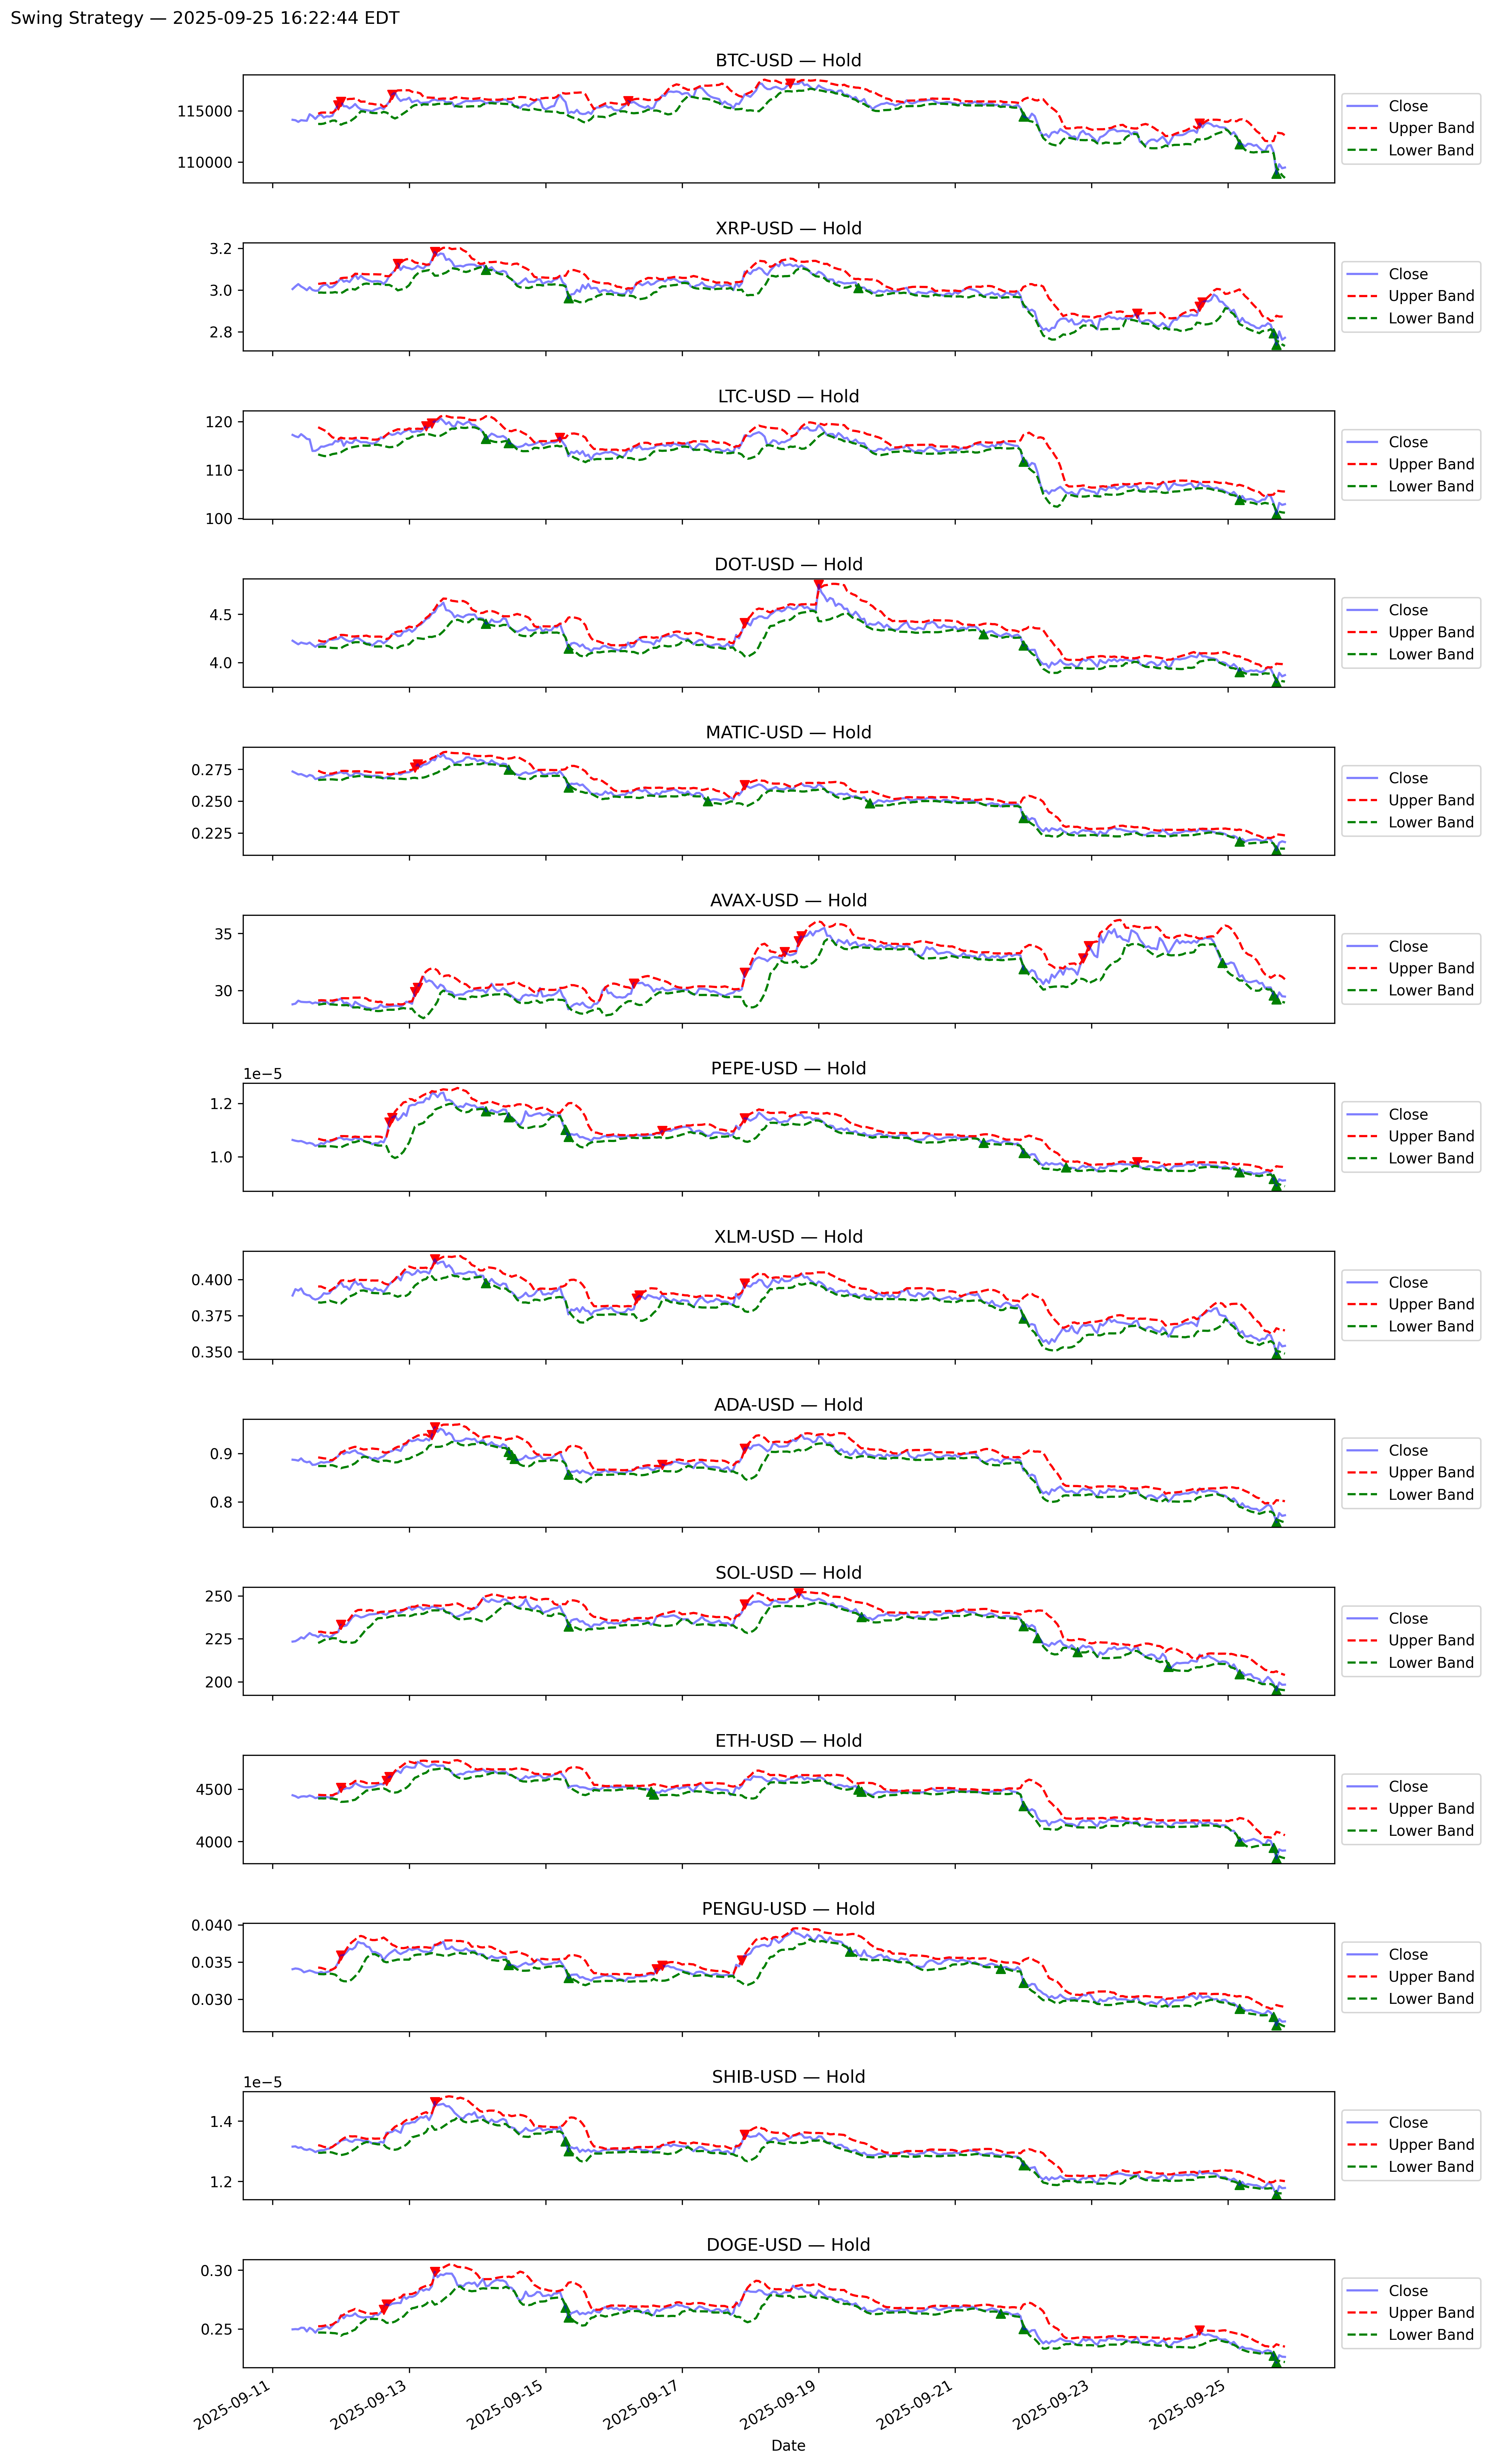 Swing Strategy — 2025-09-25 16:22:44 EDT
BTC-USD — Hold
115000
110000
Close
Upper Band
Lower Band
XRP-USD — Hold
3.2
3.0
2.8
Close
Upper Band
Lower Band
LTC-USD — Hold
120
110
100
Close
Upper Band
Lower Band
DOT-USD — Hold
4.5
4.0
Close
Upper Band
Lower Band
MATIC-USD — Hold
0.275
0.250
0.225
Close
Upper Band
Lower Band
AVAX-USD — Hold
35
30
Close
Upper Band
Lower Band
PEPE-USD — Hold
1e−5
1.2
1.0
Close
Upper Band
Lower Band
XLM-USD — Hold
0.400
0.375
0.350
Close
Upper Band
Lower Band
ADA-USD — Hold
0.9
0.8
Close
Upper Band
Lower Band
SOL-USD — Hold
250
225
200
Close
Upper Band
Lower Band
ETH-USD — Hold
4500
4000
Close
Upper Band
Lower Band
PENGU-USD — Hold
0.040
0.035
0.030
Close
Upper Band
Lower Band
SHIB-USD — Hold
1e−5
1.4
1.2
Close
Upper Band
Lower Band
DOGE-USD — Hold
0.30
0.25
Close
Upper Band
Lower Band
2025-09-11
2025-09-13
2025-09-15
2025-09-17
2025-09-19
2025-09-21
2025-09-23
2025-09-25
Date